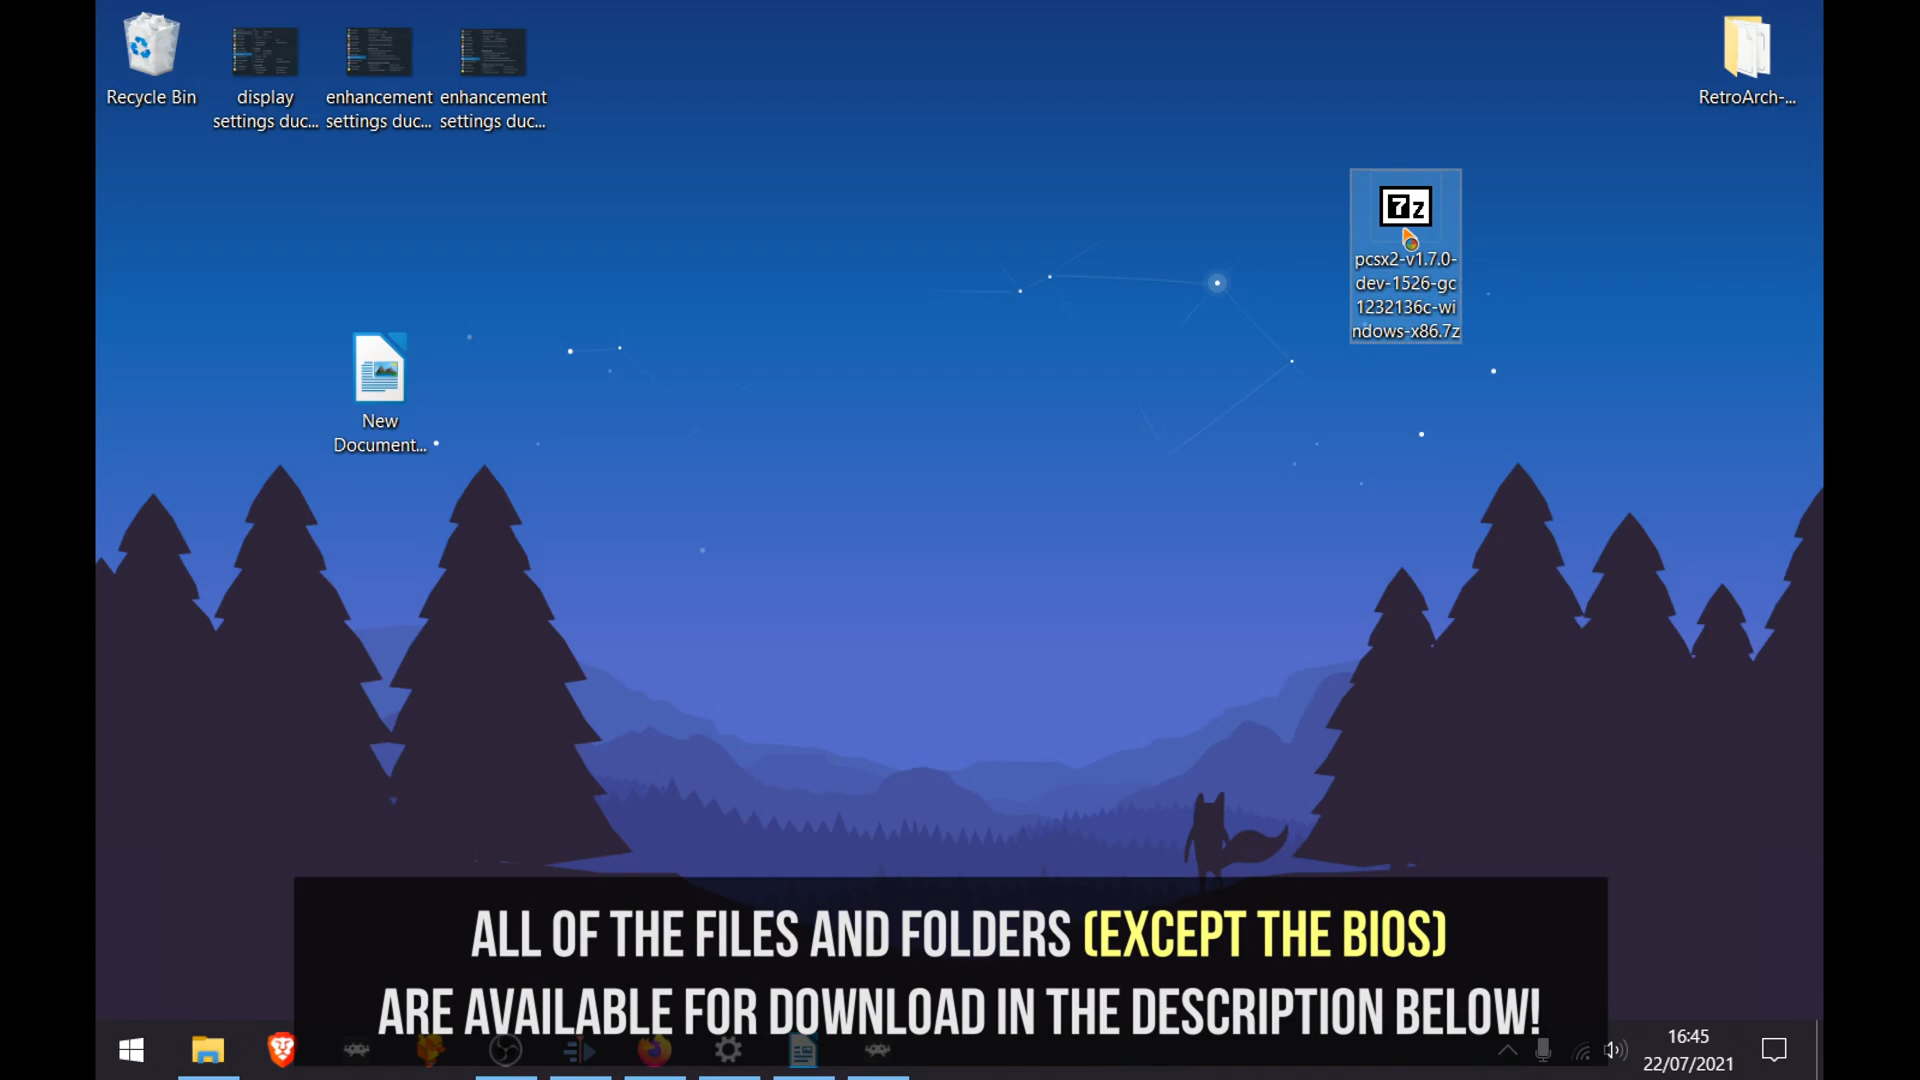 Recycle Bin
display
settings duc...
enhancement
settings duc...
enhancement
settings duc...
RetroArch-...
7z
pcsx2-v1.7.0-
dev-1526-gc
1232136c-wi
ndows-x86.7z
New
Document...
ALL OF THE FILES AND FOLDERS (EXCEPT THE BIOS)
ARE AVAILABLE FOR DOWNLOAD IN THE DESCRIPTION BELOW!
16:45
22/07/2021